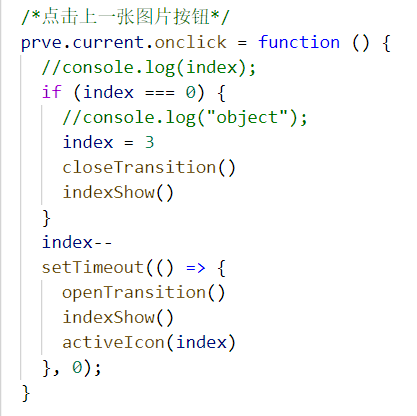 /*点击上一张图片按钮*/
prve.current.onclick = function () {
//console.log(index);
if (index === 0) {
//console.log("object");
index = 3
closeTransition()
indexShow()
}
index--
setTimeout(() => {
openTransition()
indexShow()
activeIcon(index)
}, 0);
}